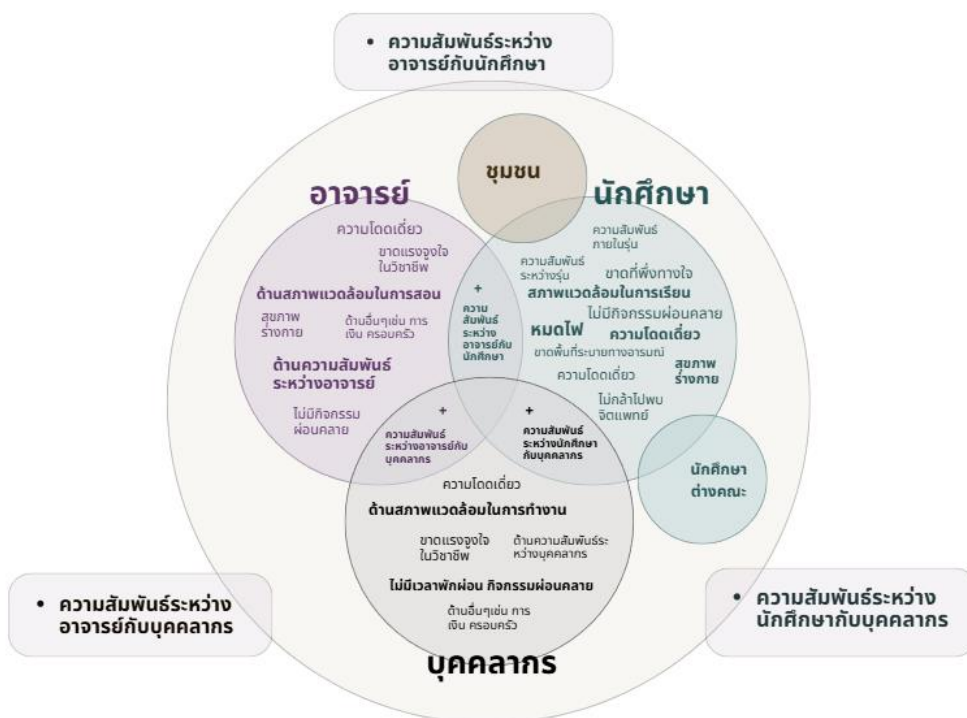 • ความสัมพันธ์ระหว่าง
อาจารย์กับนักศึกษา
ชุมชน
อาจารย์
ความโดดเดี่ยว
ขาดแรงจูงใจ
ในวิชาชีพ
ด้านสภาพแวดล้อมในการสอน
สุขภาพ
ร่างกาย
ด้านอื่นๆเช่น การ
เงิน ครอบครัว
ด้านความสัมพันธ์
ระหว่างอาจารย์
ไม่มีกิจกรรม
ผ่อนคลาย
นักศึกษา
ความสัมพันธ์
ภายในรุ่น
ความสัมพันธ์
ระหว่างรุ่น
ขาดที่พึ่งทางใจ
สภาพแวดล้อมในการเรียน
ไม่มีกิจกรรมผ่อนคลาย
หมดไฟ
ความโดดเดี่ยว
ขาดพื้นที่ระบายทางอารมณ์
ความโดดเดี่ยว
สุขภาพ
ร่างกาย
ไม่กล้าไปพบ
จิตแพทย์
+
ความ
สัมพันธ์
ระหว่าง
อาจารย์กับ
นักศึกษา
+
ความสัมพันธ์
ระหว่างอาจารย์กับ
บุคคลากร
+
ความสัมพันธ์
ระหว่างนักศึกษา
กับบุคลากร
นักศึกษา
ต่างคณะ
ความโดดเดี่ยว
ด้านสภาพแวดล้อมในการทำงาน
ขาดแรงจูงใจ
ในวิชาชีพ
ด้านความสัมพันธ์ระ
หว่างบุคลากร
ไม่มีเวลาพักผ่อน กิจกรรมผ่อนคลาย
ด้านอื่นๆเช่น การ
เงิน ครอบครัว
บุคคลากร
• ความสัมพันธ์ระหว่าง
อาจารย์กับบุคคลากร
• ความสัมพันธ์ระหว่าง
นักศึกษากับบุคลากร